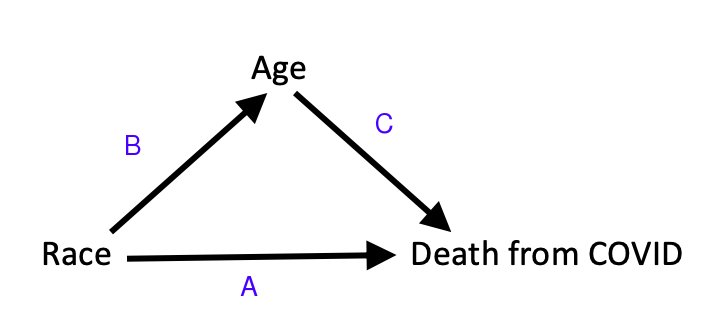 Age
B
C
Race
Death from COVID
A